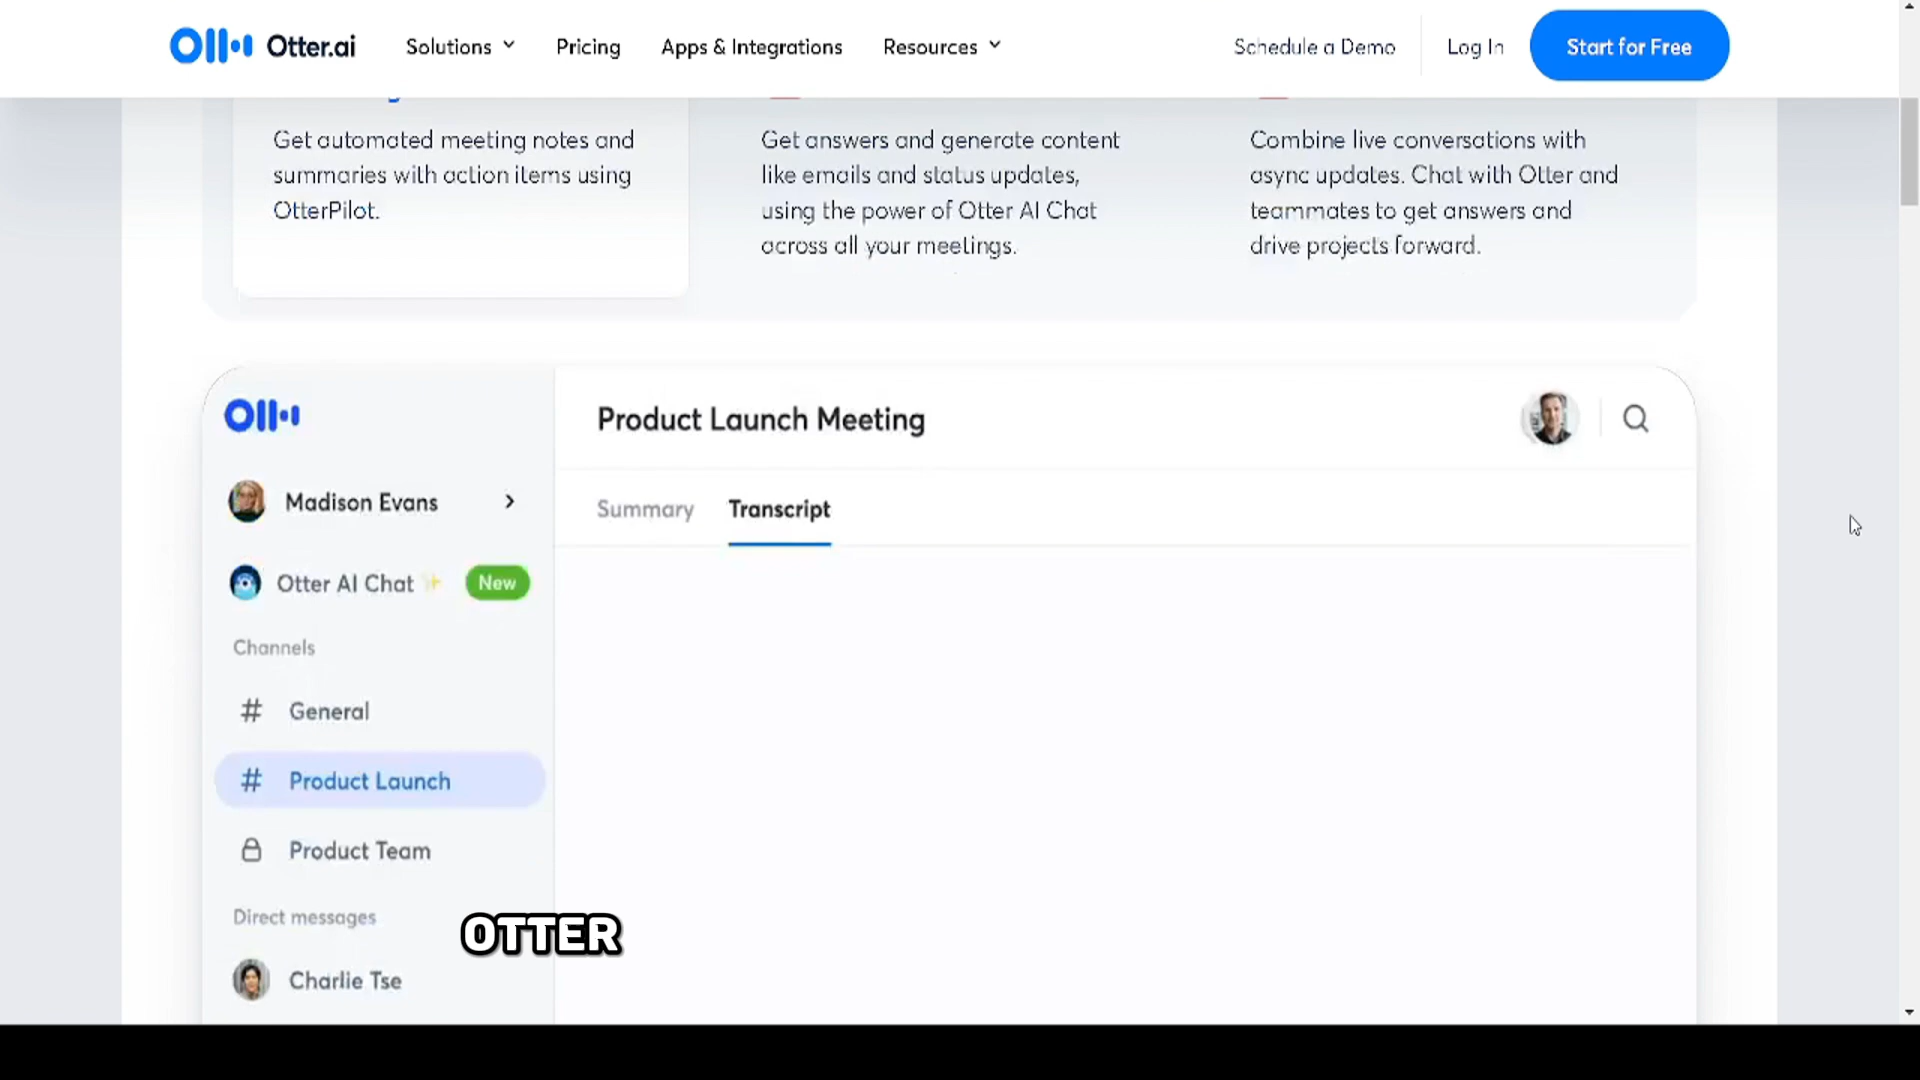 Otter.ai
Solutions
Pricing
Apps & Integrations
Resources
Schedule a Demo
Log In
Start for Free
Get automated meeting notes and
summaries with action items using
OtterPilot.
Get answers and generate content
like emails and status updates,
using the power of Otter AI Chat
across all your meetings.
Combine live conversations with
async updates. Chat with Otter and
teammates to get answers and
drive projects forward.
Product Launch Meeting
Madison Evans
Summary
Transcript
Otter AI Chat
New
Channels
# General
# Product Launch
Product Team
Direct messages
OTTER
Charlie Tse